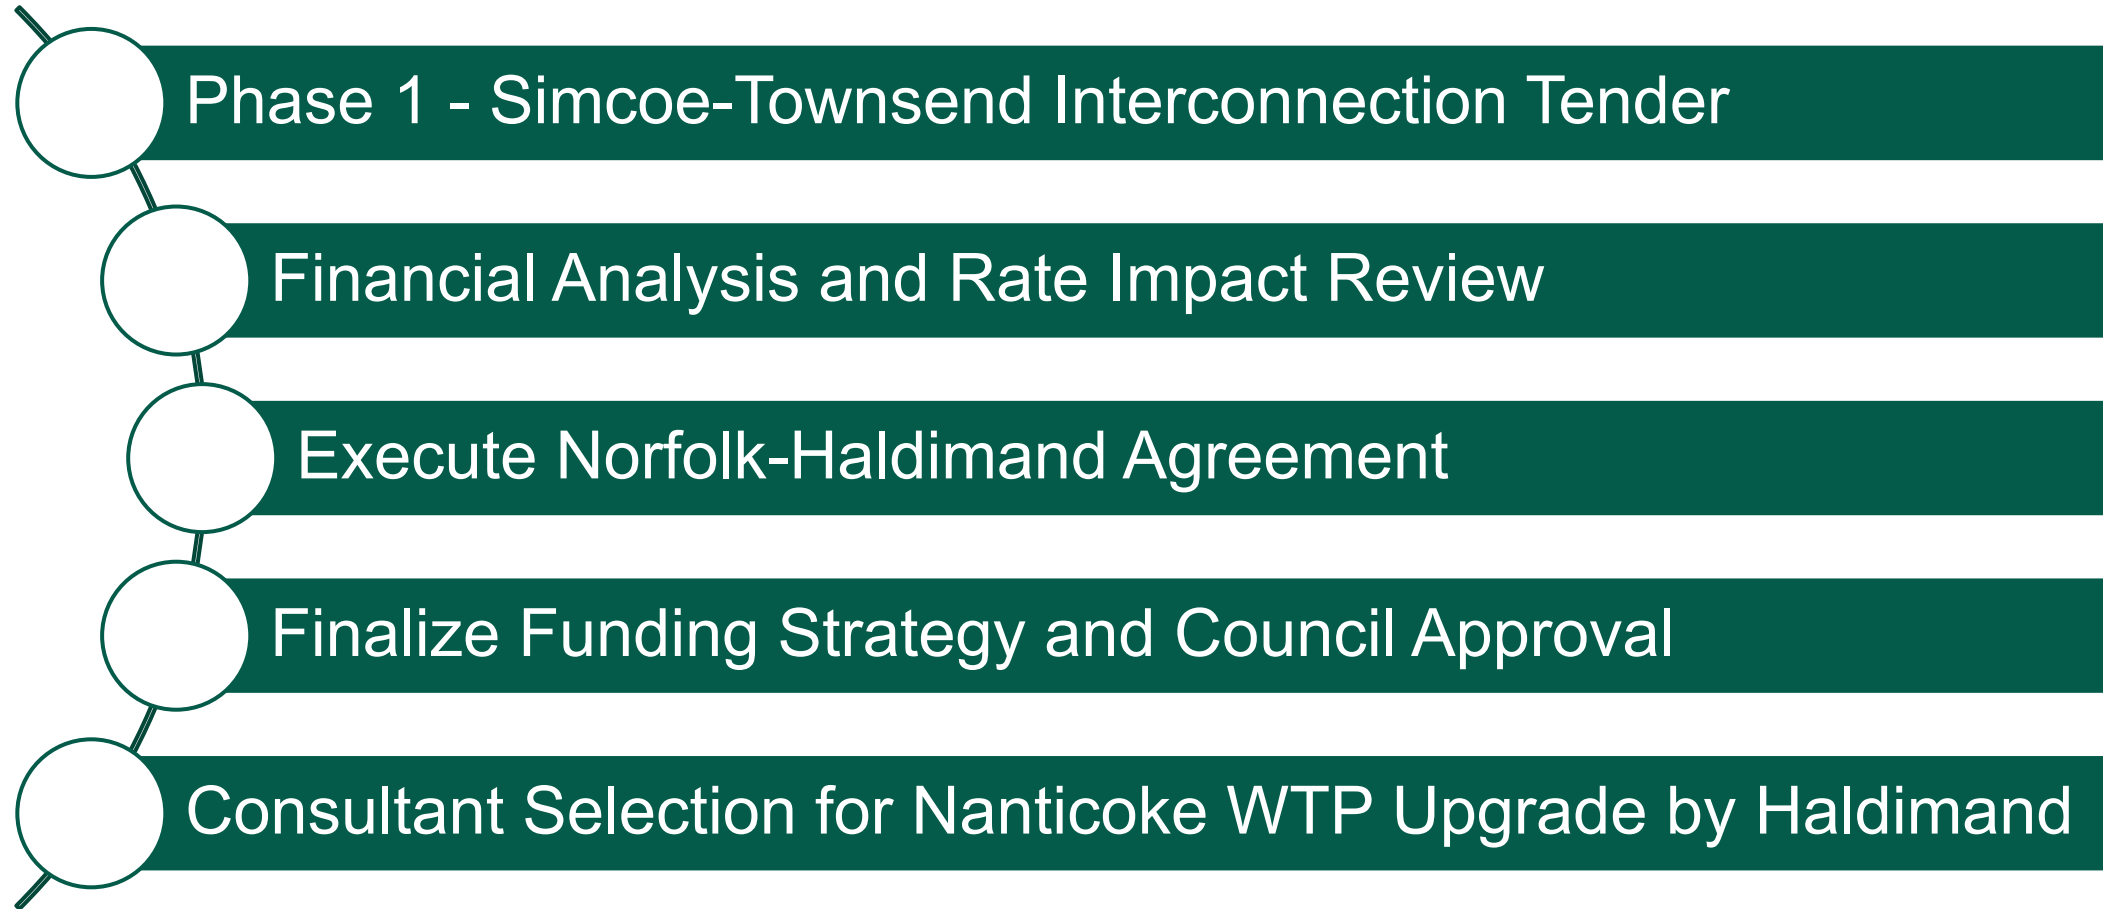 Phase 1 - Simcoe-Townsend Interconnection Tender
Financial Analysis and Rate Impact Review
Execute Norfolk-Haldimand Agreement
Finalize Funding Strategy and Council Approval
Consultant Selection for Nanticoke WTP Upgrade by Haldimand